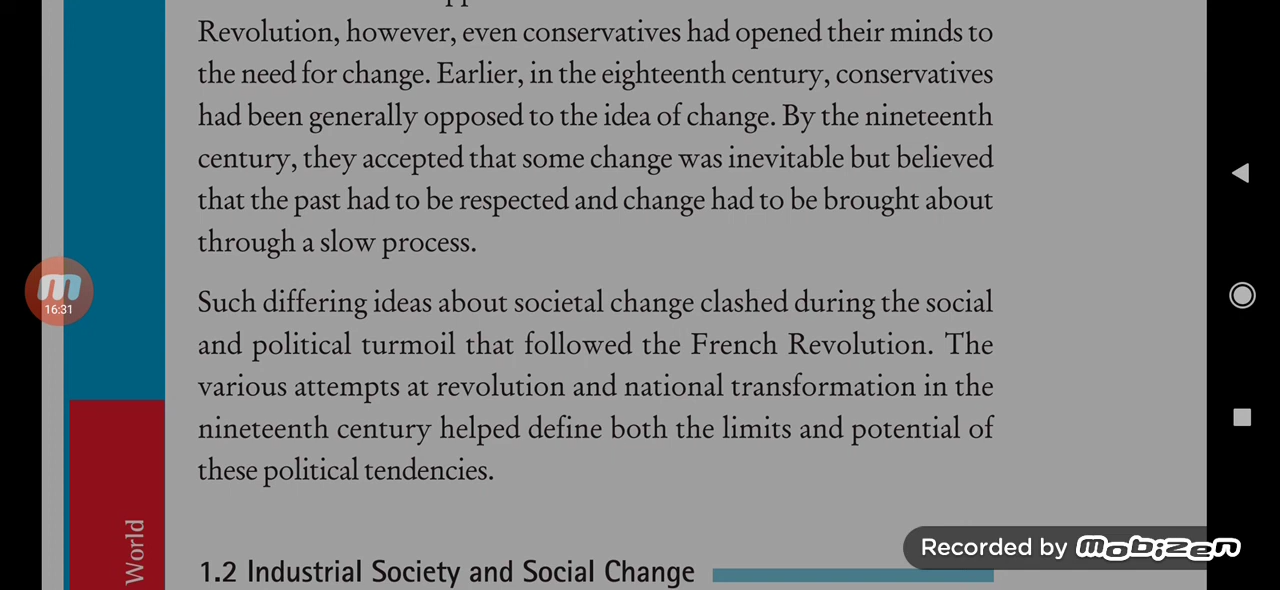 Revolution, however, even conservatives had opened their minds to
the need for change. Earlier, in the eighteenth century, conservatives
had been generally opposed to the idea of change. By the nineteenth
century, they accepted that some change was inevitable but believed
that the past had to be respected and change had to be brought about
through a slow process.
Such differing ideas about societal change clashed during the social
and political turmoil that followed the French Revolution. The
various attempts at revolution and national transformation in the
nineteenth century helped define both the limits and potential of
these political tendencies.
1.2 Industrial Society and Social Change
World
m
16:31
Recorded by mobizen